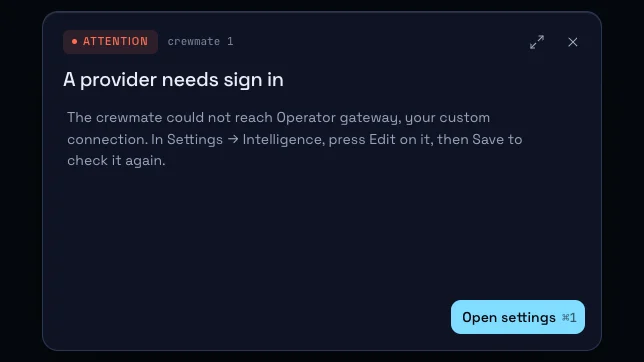 ATTENTION crewmate 1
A provider needs sign in
The crewmate could not reach Operator gateway, your custom
connection. In Settings → Intelligence, press Edit on it, then Save to
check it again.
Open settings ⌘1